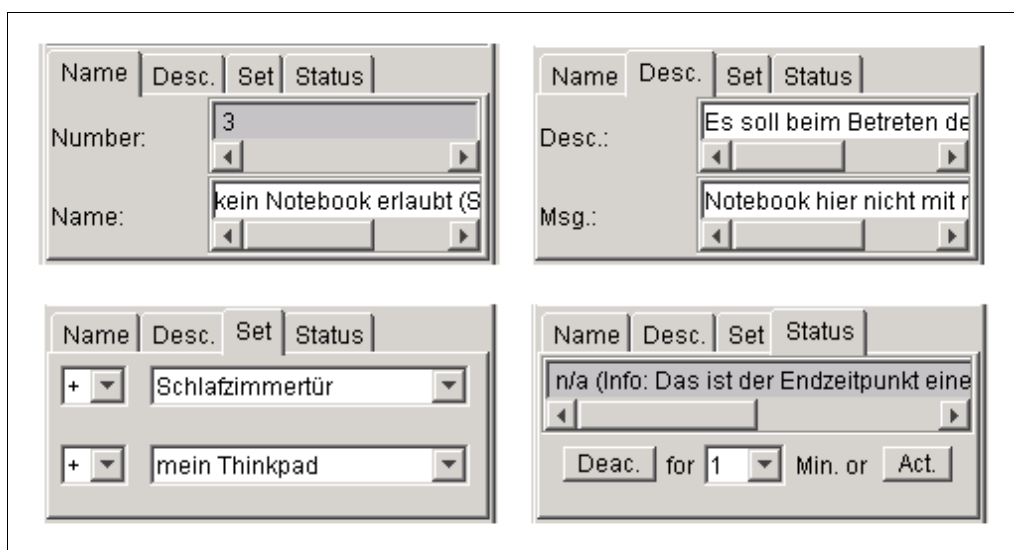 Name Desc. Set Status
Number: 3
Name: kein Notebook erlaubt (S
Name Desc. Set Status
Desc.: Es soll beim Betreten de
Msg.: Notebook hier nicht mit
Name Desc. Set Status
+ Schlafzimmertür
+ mein Thinkpad
Name Desc. Set Status
n/a (Info: Das ist der Endzeitpunkt eine
Deac. for 1 Min. or Act.